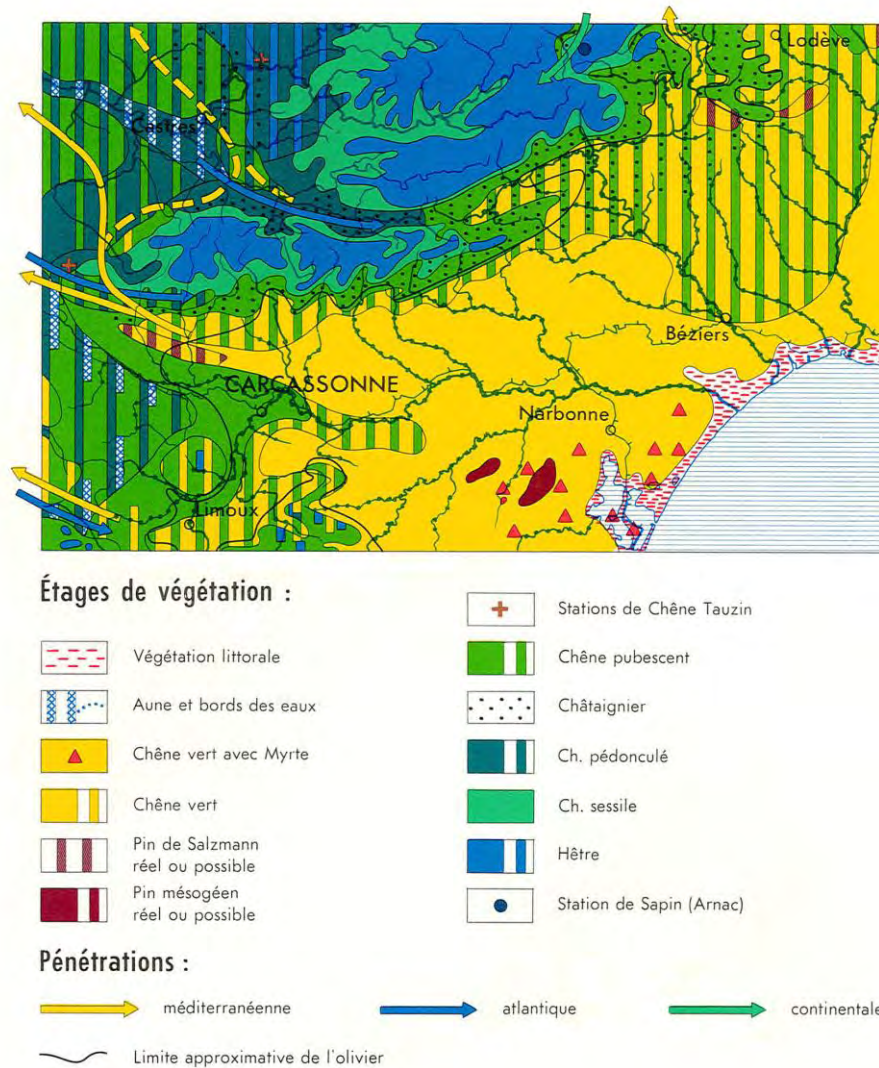 Lodève
Castres
Béziers
CARCASSONNE
Narbonne
Limoux
Étages de végétation :
Végétation littorale
Aune et bords des eaux
Chêne vert avec Myrte
Chêne vert
Pin de Salzmann
réel ou possible
Pin mésogéen
réel ou possible
Stations de Chêne Tauzin
Chêne pubescent
Châtaignier
Ch. pédonculé
Ch. sessile
Hêtre
Station de Sapin (Arnac)
Pénétrations :
méditerranéenne
atlantique
continentale
Limite approximative de l'olivier